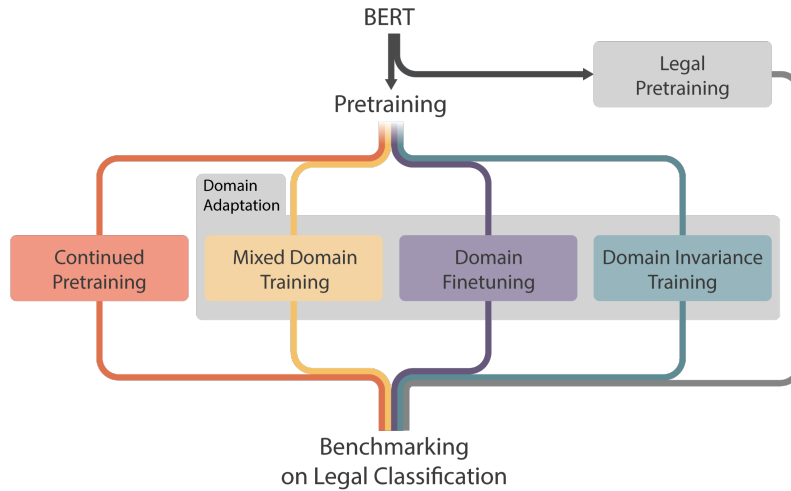 BERT
Legal
Pretraining
Pretraining
Domain
Adaptation
Continued
Pretraining
Mixed Domain
Training
Domain
Finetuning
Domain Invariance
Training
Benchmarking
on Legal Classification